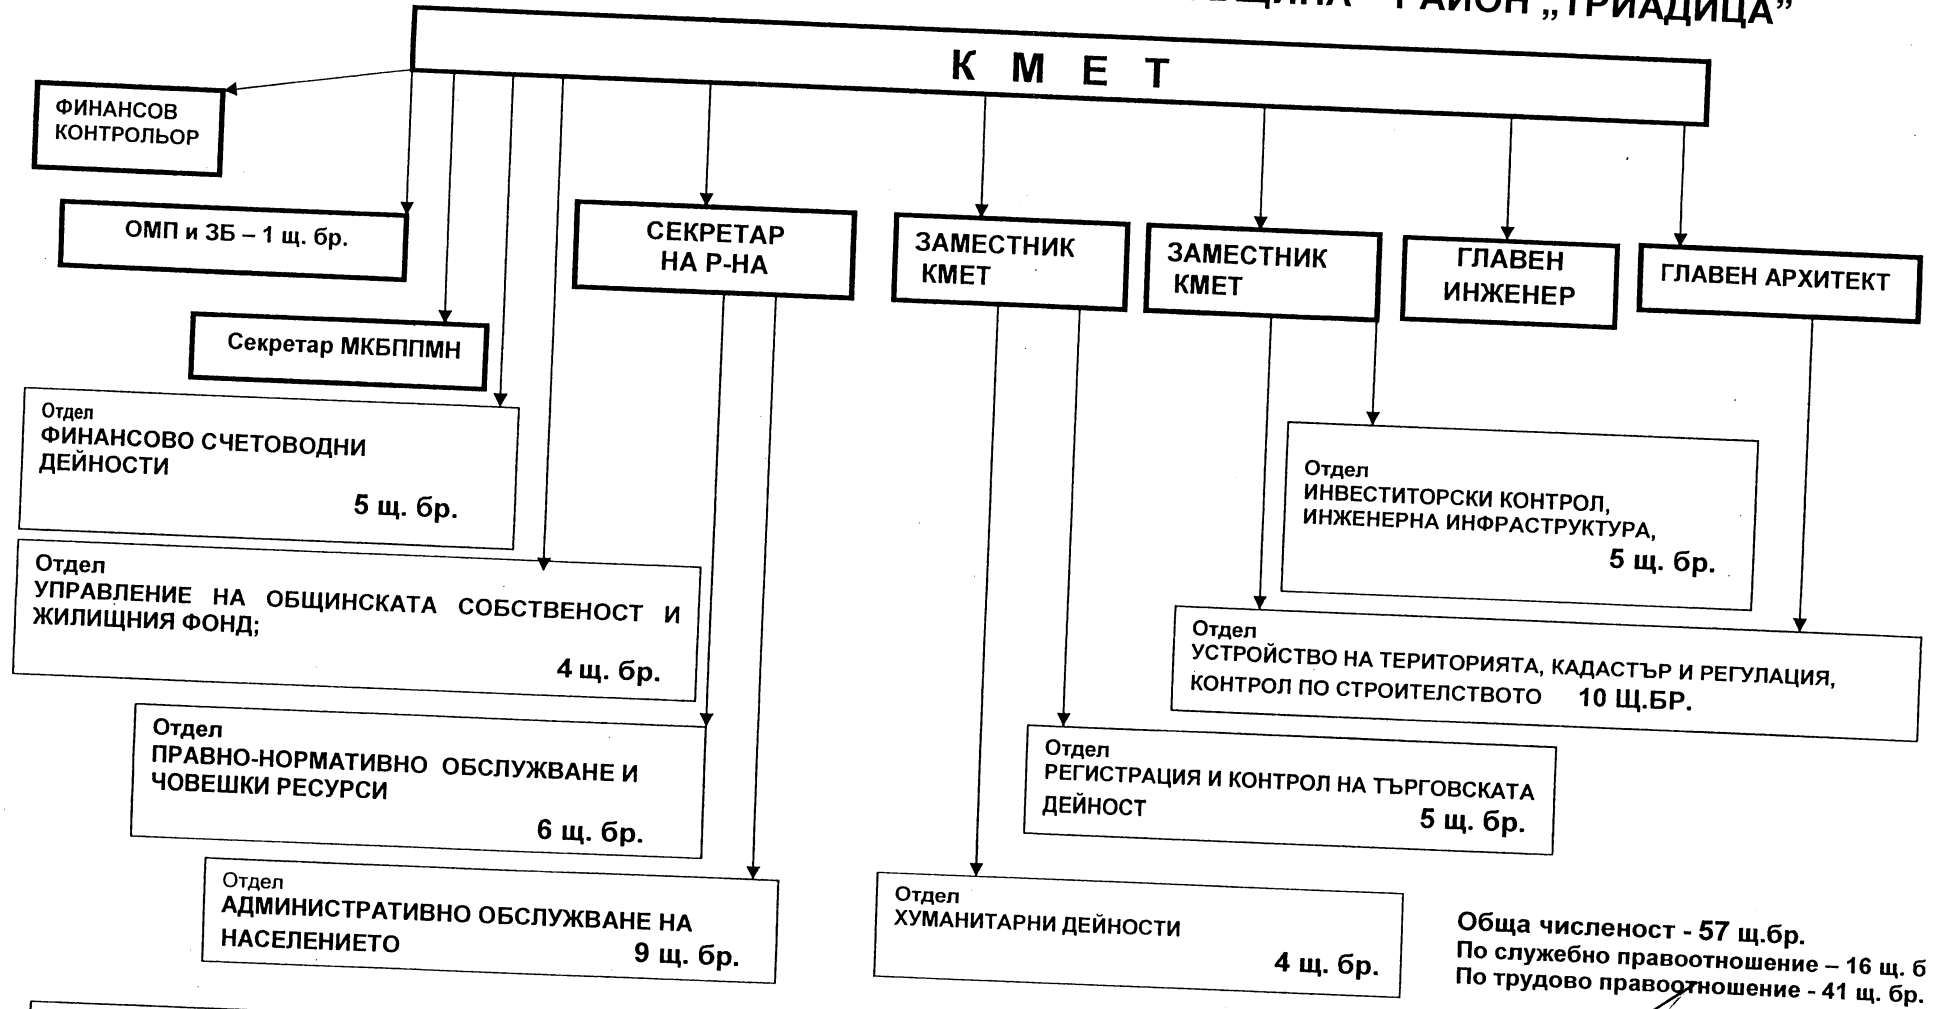 РАЙОН „ТРИАДИЦА”
К М Е Т
ФИНАНСОВ
КОНТРОЛЬОР
ОМП и ЗБ – 1 щ. бр.
СЕКРЕТАР
НА Р-НА
ЗАМЕСТНИК
КМЕТ
ЗАМЕСТНИК
КМЕТ
ГЛАВЕН
ИНЖЕНЕР
ГЛАВЕН АРХИТЕКТ
Секретар МКБППМН
Отдел
ФИНАНСОВО СЧЕТОВОДНИ
ДЕЙНОСТИ
5 щ. бр.
Отдел
ИНВЕСТИТОРСКИ КОНТРОЛ,
ИНЖЕНЕРНА ИНФРАСТРУКТУРА,
5 щ. бр.
Отдел
УПРАВЛЕНИЕ НА ОБЩИНСКАТА СОБСТВЕНОСТ И
ЖИЛИЩНИЯ ФОНД;
4 щ. бр.
Отдел
УСТРОЙСТВО НА ТЕРИТОРИЯТА, КАДАСТЪР И РЕГУЛАЦИЯ,
КОНТРОЛ ПО СТРОИТЕЛСТВОТО 10 Щ.БР.
Отдел
ПРАВНО-НОРМАТИВНО ОБСЛУЖВАНЕ И
ЧОВЕШКИ РЕСУРСИ
6 щ. бр.
Отдел
РЕГИСТРАЦИЯ И КОНТРОЛ НА ТЪРГОВСКАТА
ДЕЙНОСТ 5 щ. бр.
Отдел
АДМИНИСТРАТИВНО ОБСЛУЖВАНЕ НА
НАСЕЛЕНИЕТО 9 щ. бр.
Отдел
ХУМАНИТАРНИ ДЕЙНОСТИ
4 щ. бр.
Обща численост - 57 щ.бр.
По служебно правоотношение – 16 щ. б
По трудово правоотношение - 41 щ. бр.